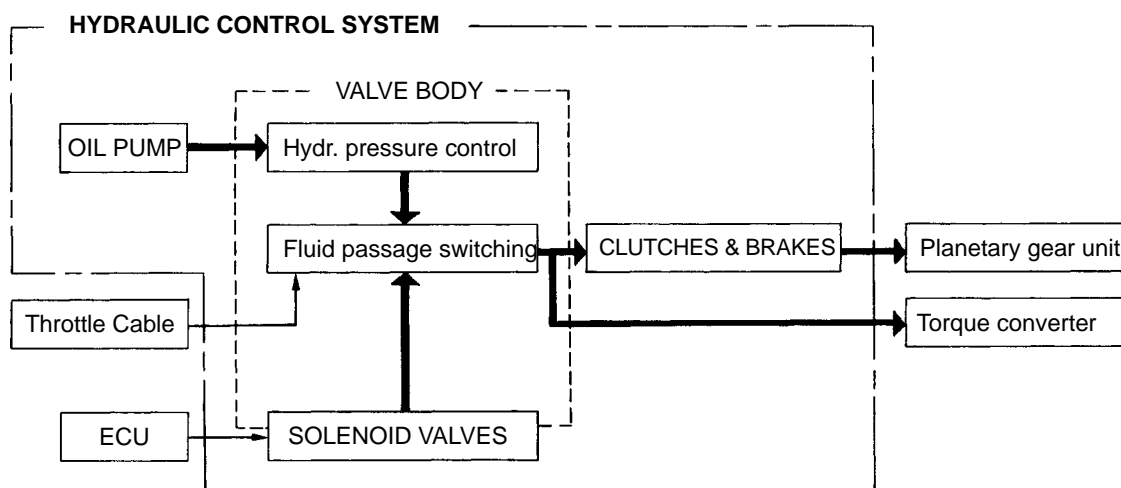 HYDRAULIC CONTROL SYSTEM
VALVE BODY
OIL PUMP
Hydr. pressure control
Fluid passage switching
CLUTCHES & BRAKES
Planetary gear unit
Throttle Cable
Torque converter
ECU
SOLENOID VALVES